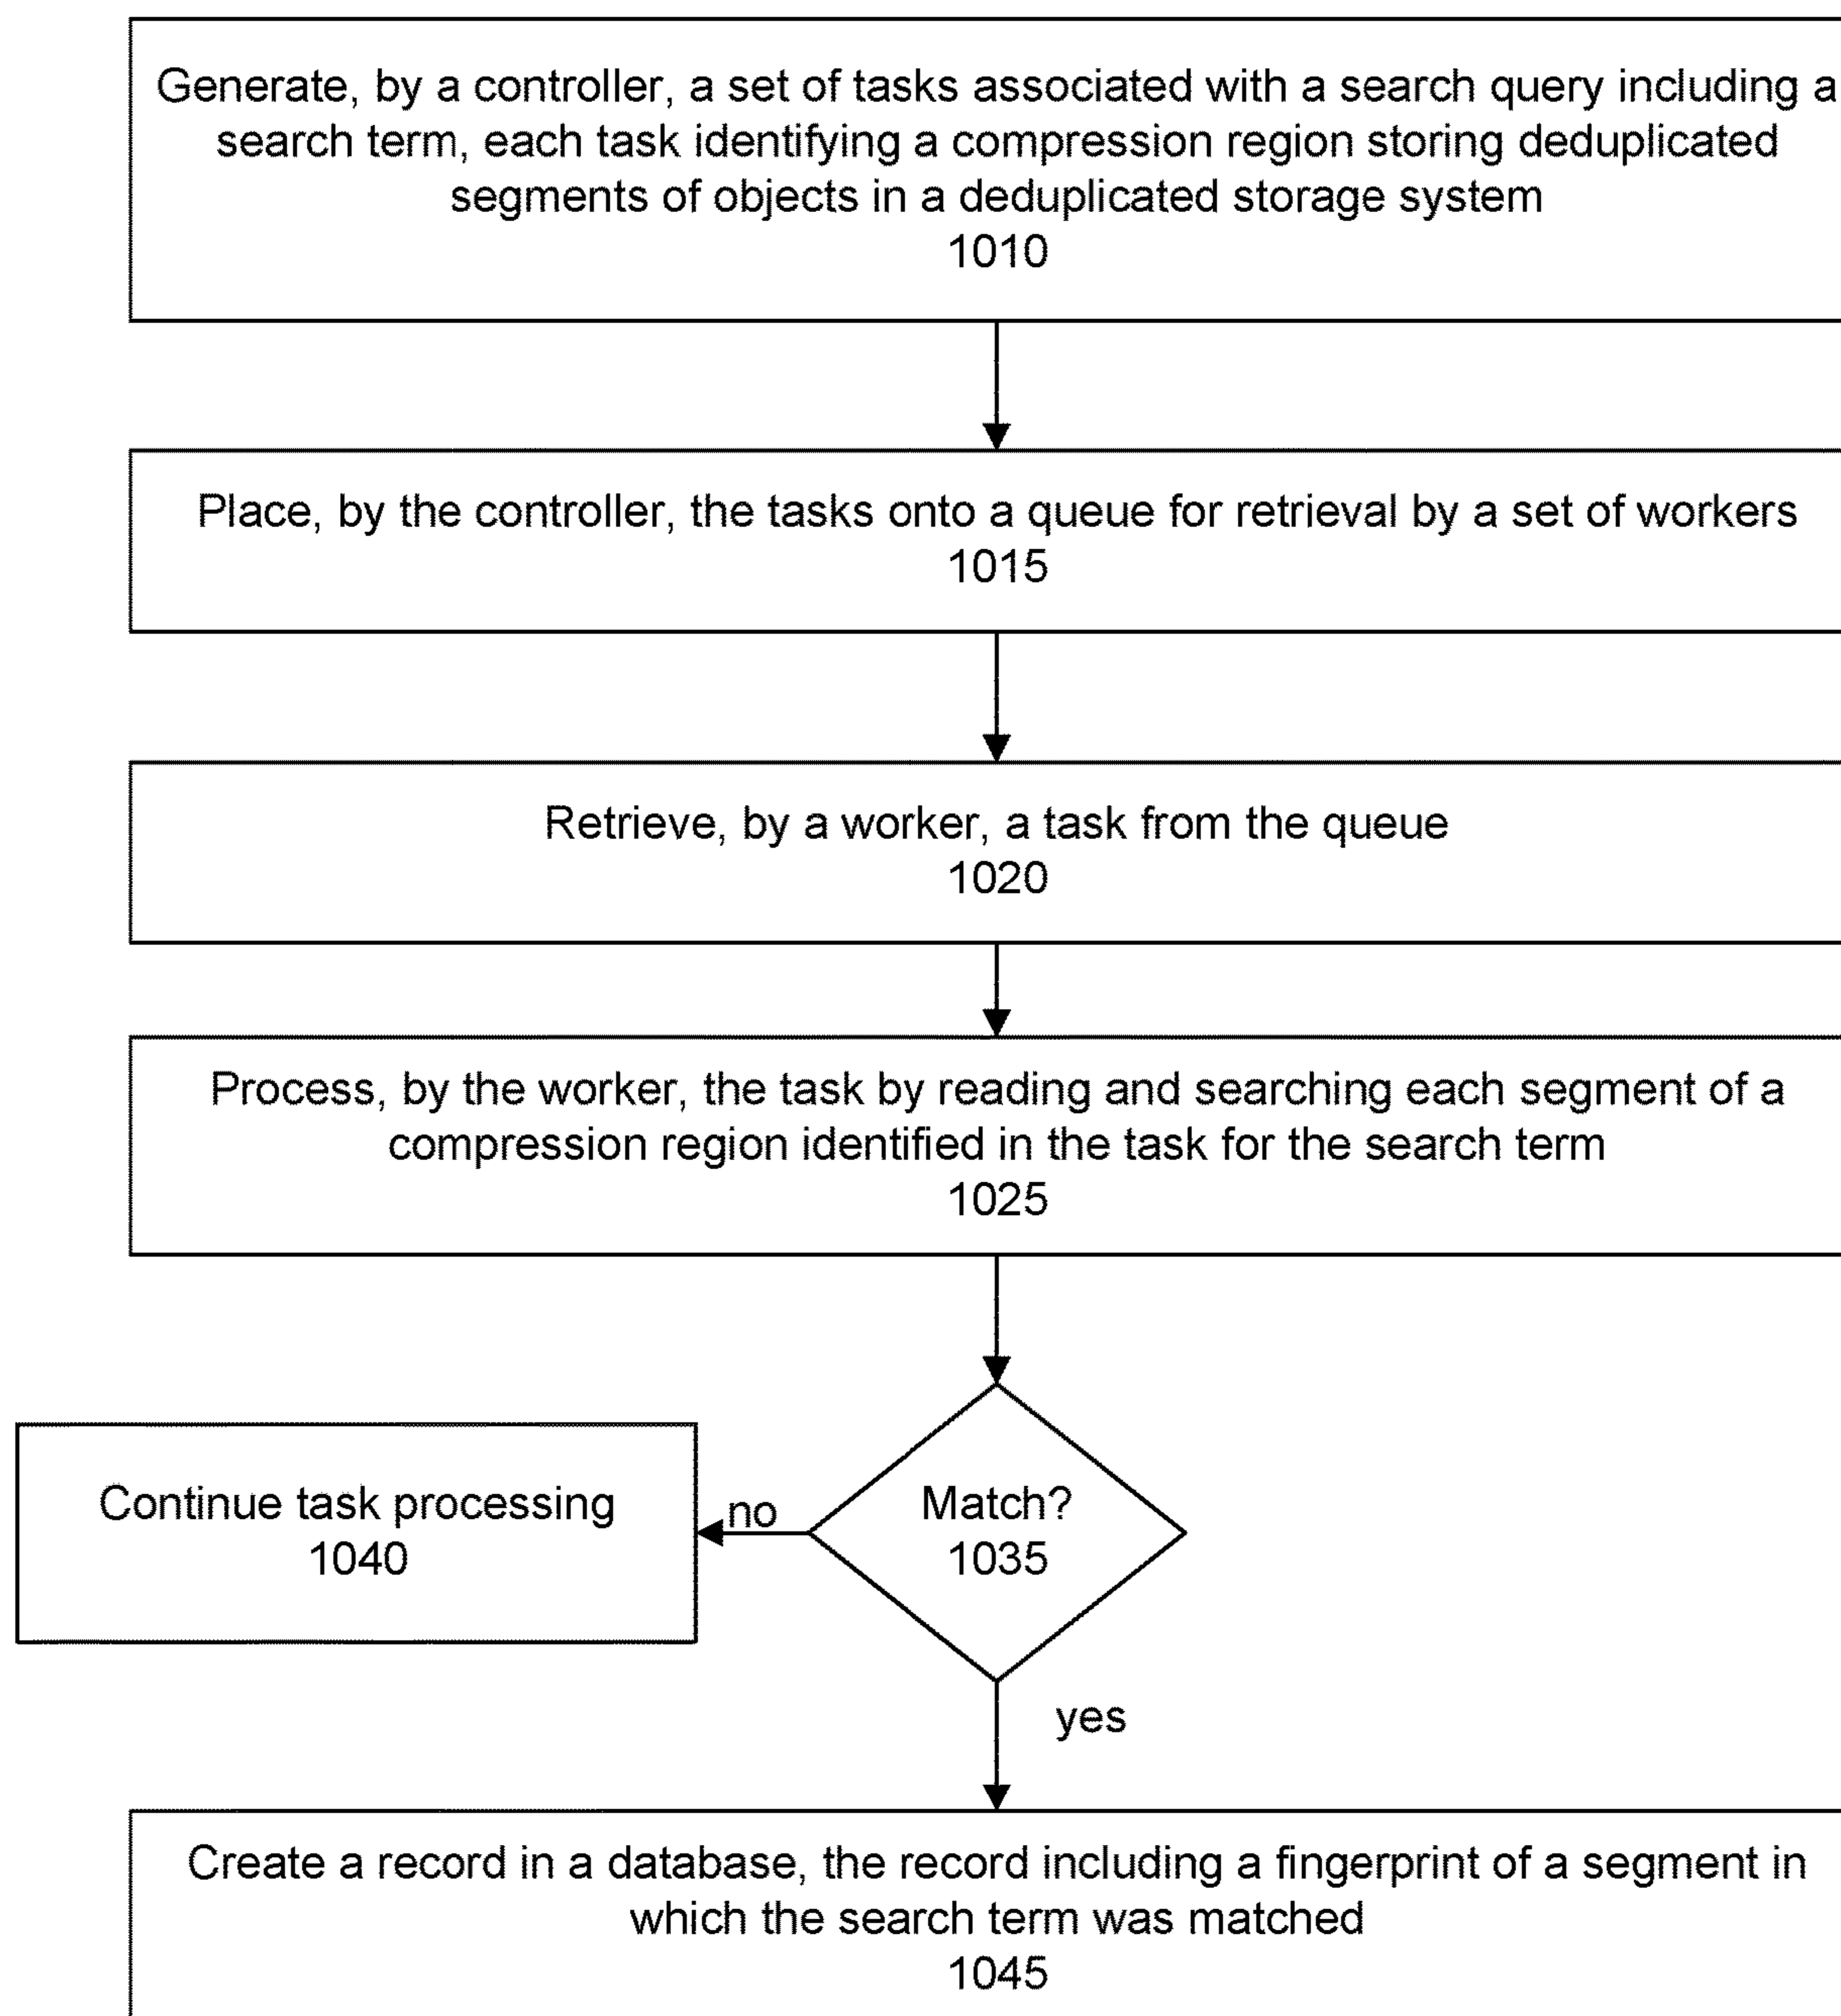 Generate, by a controller, a set of tasks associated with a search query including a
search term, each task identifying a compression region storing deduplicated
segments of objects in a deduplicated storage system
1010
Place, by the controller, the tasks onto a queue for retrieval by a set of workers
1015
Retrieve, by a worker, a task from the queue
1020
Process, by the worker, the task by reading and searching each segment of a
compression region identified in the task for the search term
1025
Match?
1035
no
Continue task processing
1040
yes
Create a record in a database, the record including a fingerprint of a segment in
which the search term was matched
1045